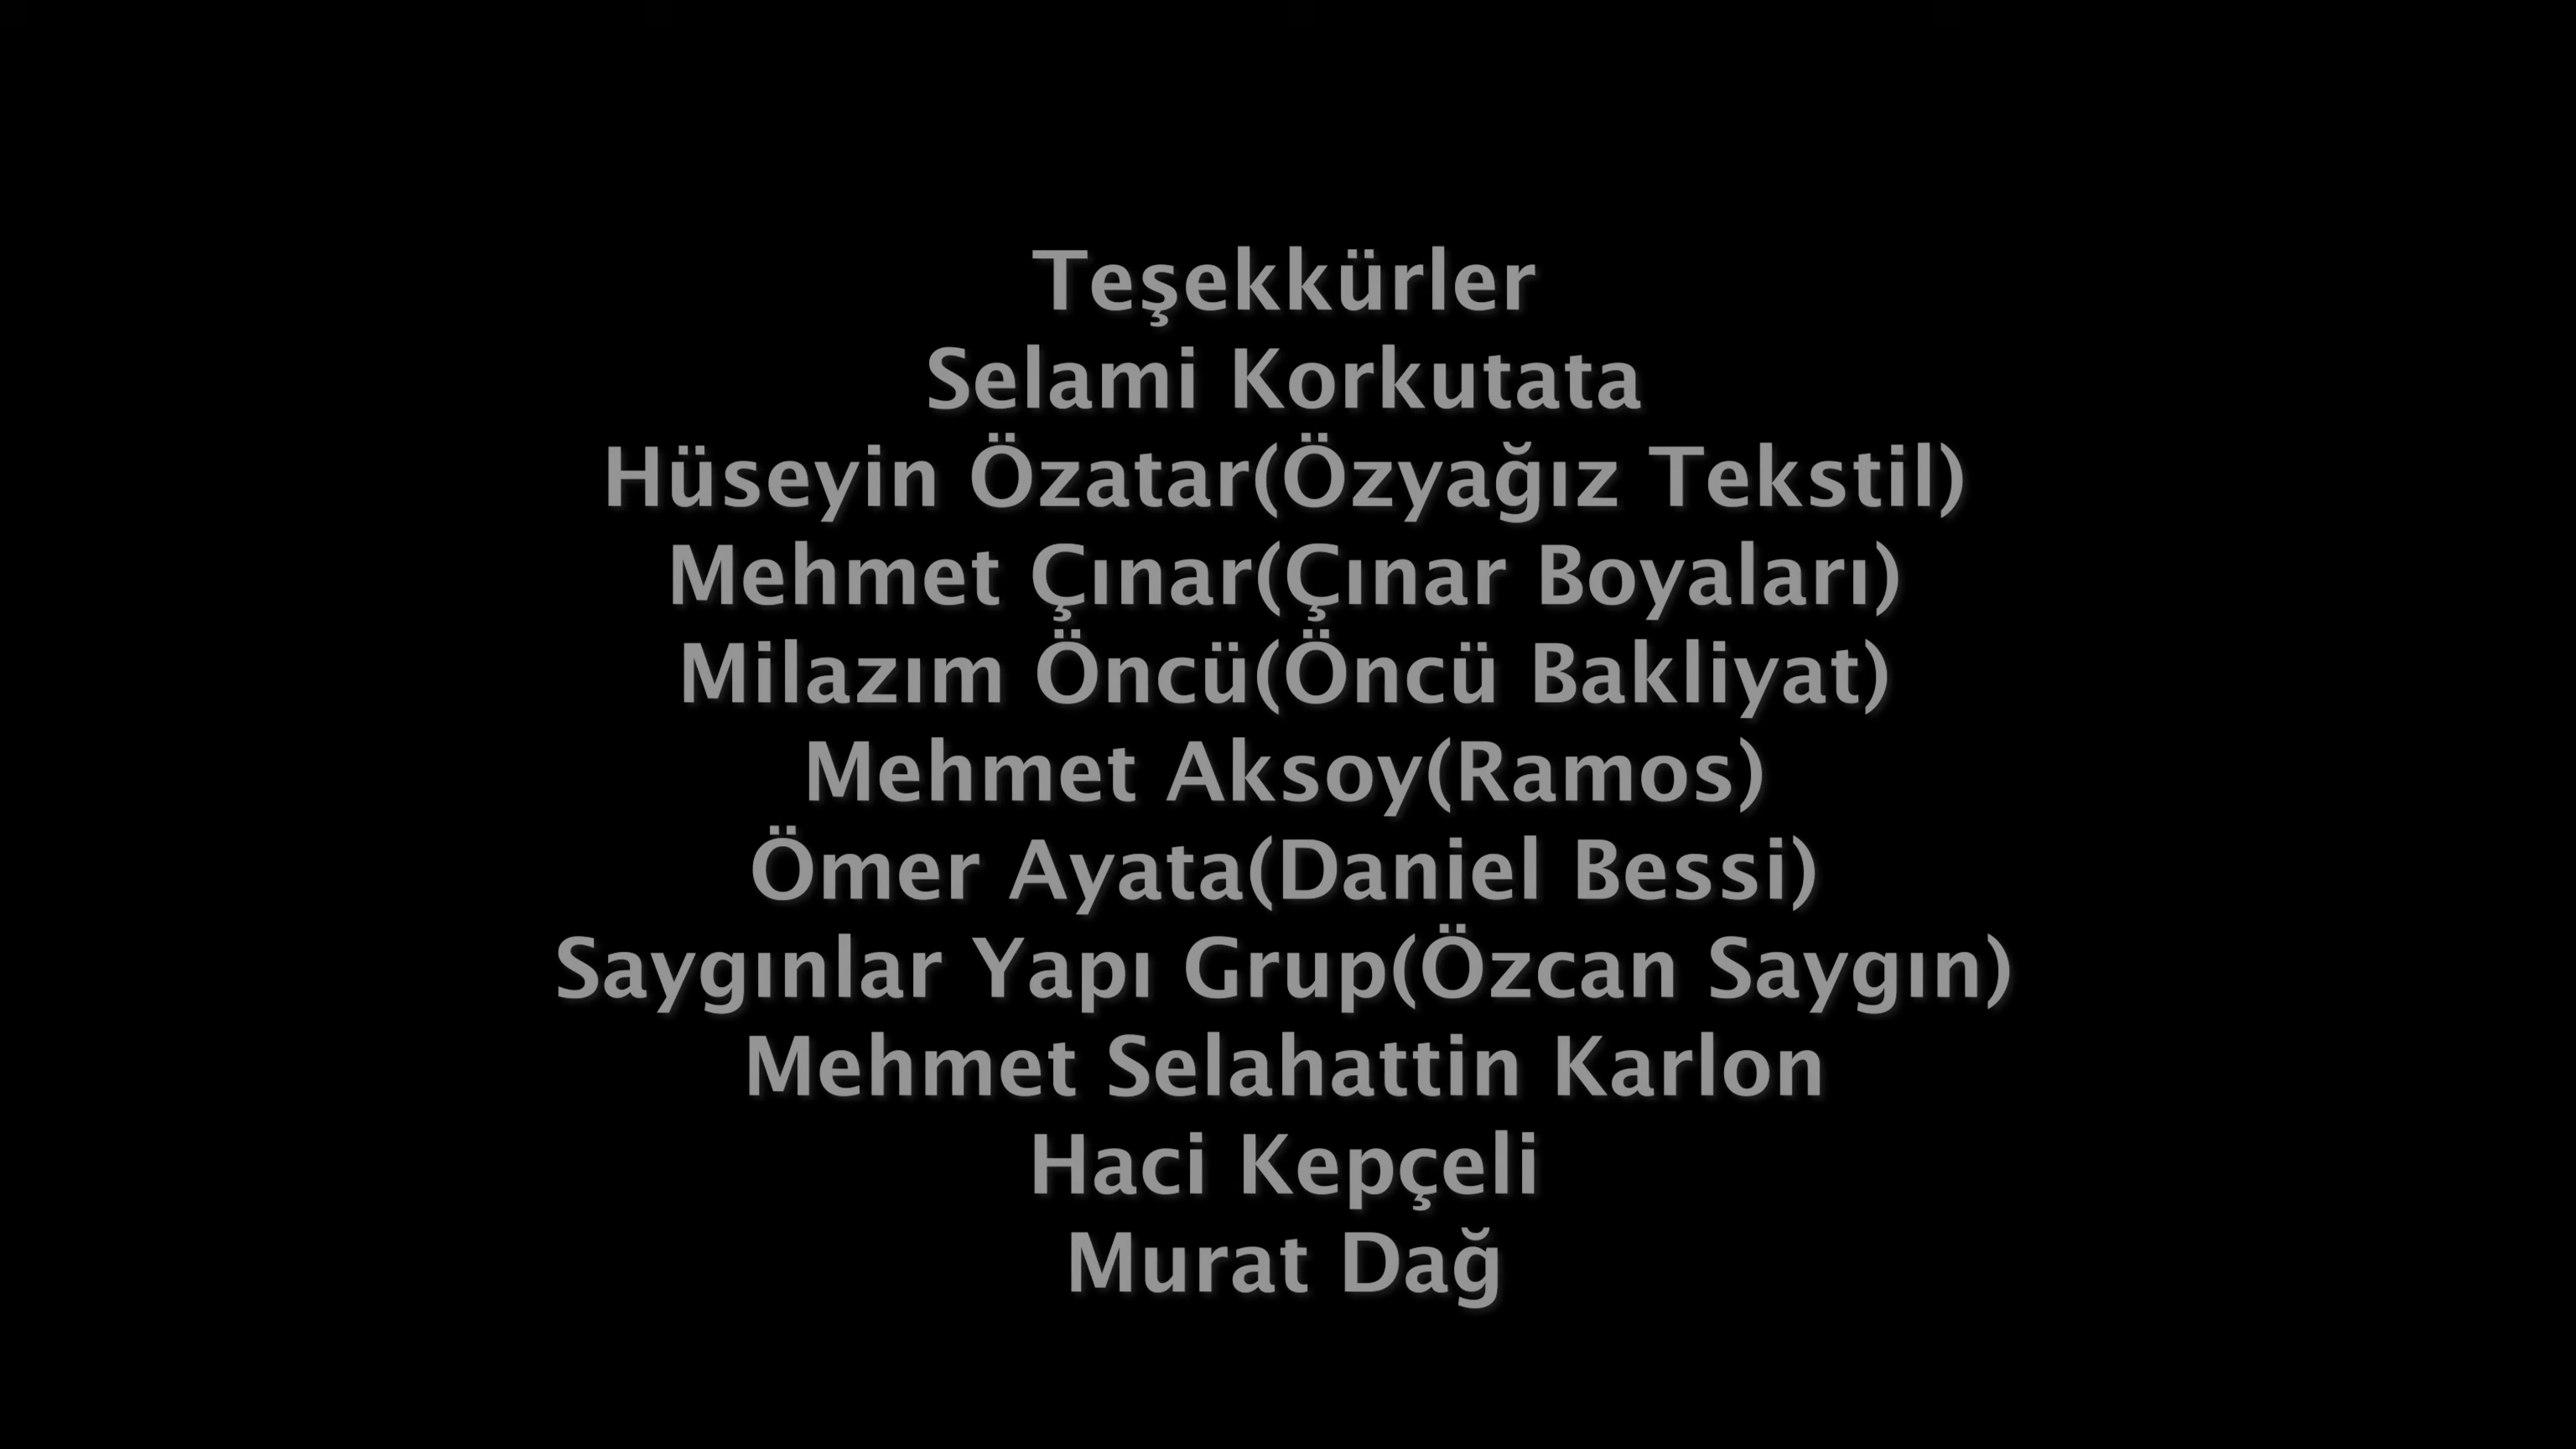 Teşekkürler
Selami Korkutata
Hüseyin Özatar(Özyağız Tekstil)
Mehmet Çınar(Çınar Boyaları)
Milazım Öncü(Öncü Bakliyat)
Mehmet Aksoy(Ramos)
Ömer Ayata(Daniel Bessi)
Saygınlar Yapı Grup(Özcan Saygın)
Mehmet Selahattin Karlon
Haci Kepçeli
Murat Dağ